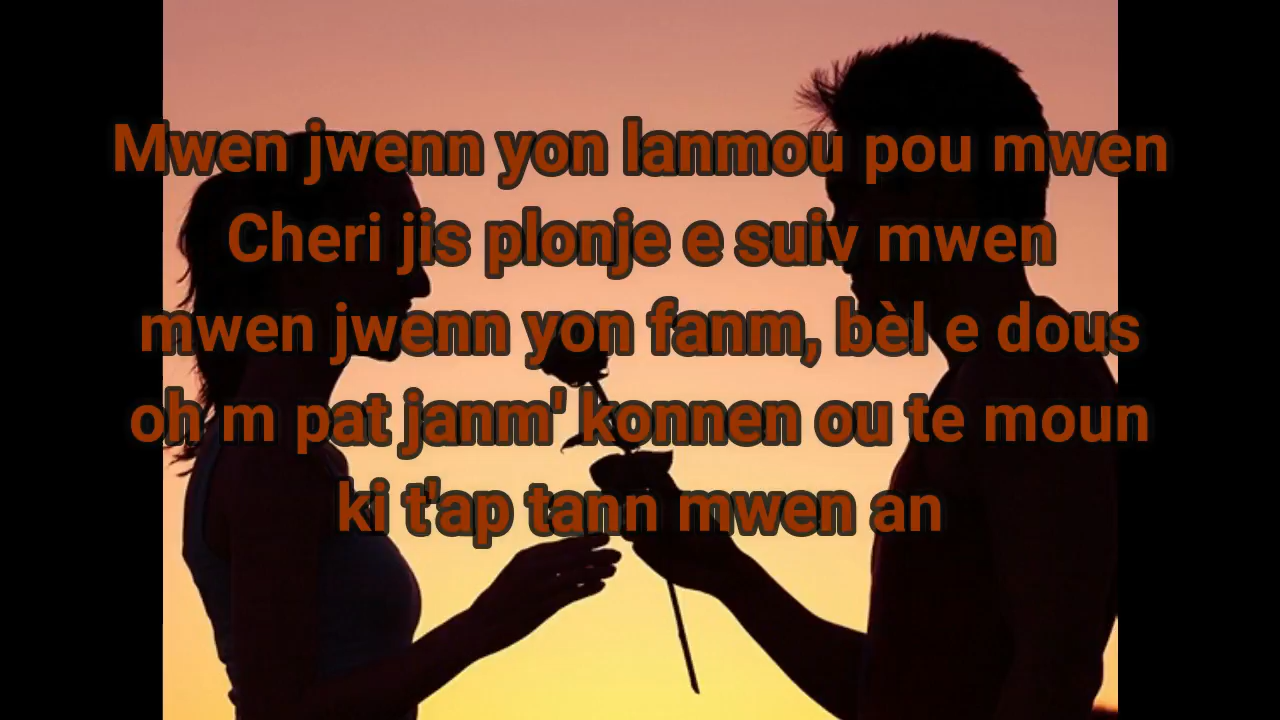 Mwen jwenn yon lanmou pou mwen
Cheri jis plonje e suiv mwen
mwen jwenn yon fanm, bèl e dous
oh m pat janm' konnen ou te moun
ki t'ap tann mwen an